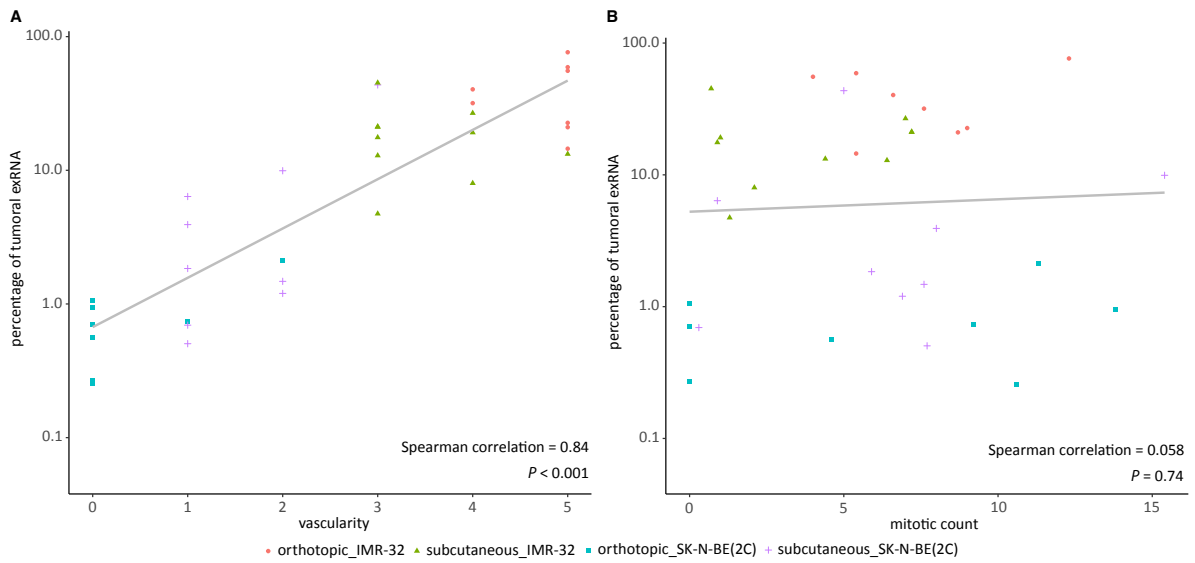 A
100.0
10.0
1.0
0.1
percentage of tumoral exRNA
Spearman correlation = 0.84
P < 0.001
0 1 2 3 4 5
vascularity
B
100.0
10.0
1.0
0.1
percentage of tumoral exRNA
Spearman correlation = 0.058
P = 0.74
0 5 10 15
mitotic count
orthotopic_IMR-32 subcutaneous_IMR-32 orthotopic_SK-N-BE(2C) subcutaneous_SK-N-BE(2C)